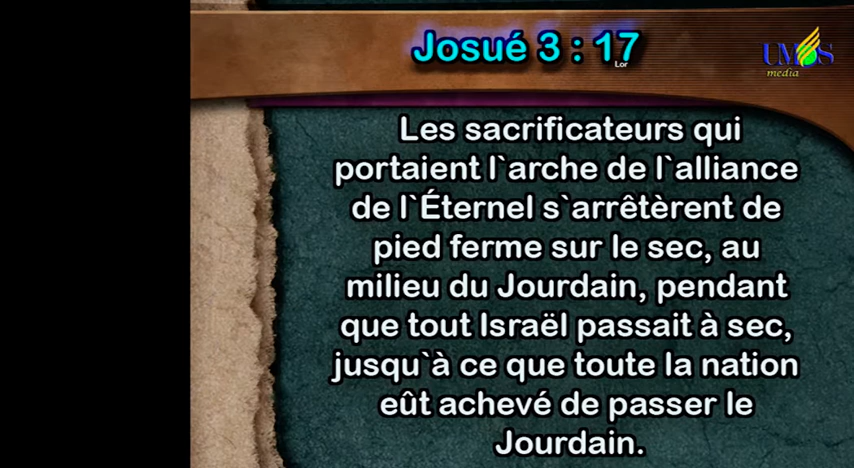 Josué 3 : 17
Lor
UMOS
media
Les sacrificateurs qui
portaient l`arche de l`alliance
de l`Éternel s`arrêtèrent de
pied ferme sur le sec, au
milieu du Jourdain, pendant
que tout Israël passait à sec,
jusqu`à ce que toute la nation
eût achevé de passer le
Jourdain.